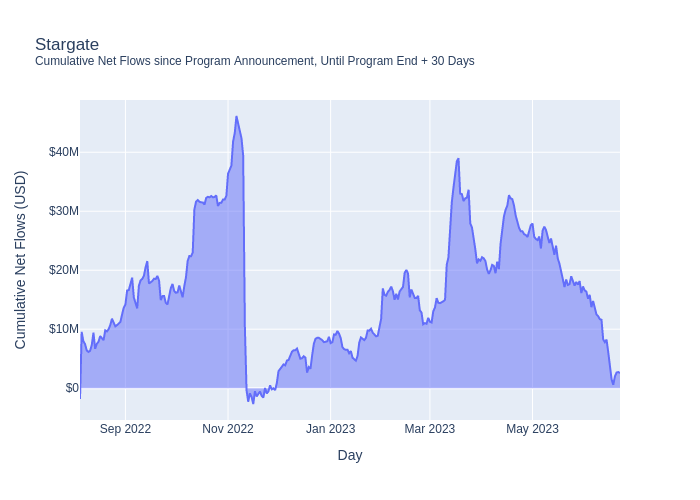 Stargate
Cumulative Net Flows since Program Announcement, Until Program End + 30 Days
Cumulative Net Flows (USD)
$40M
$30M
$20M
$10M
$0
Sep 2022
Nov 2022
Jan 2023
Mar 2023
May 2023
Day